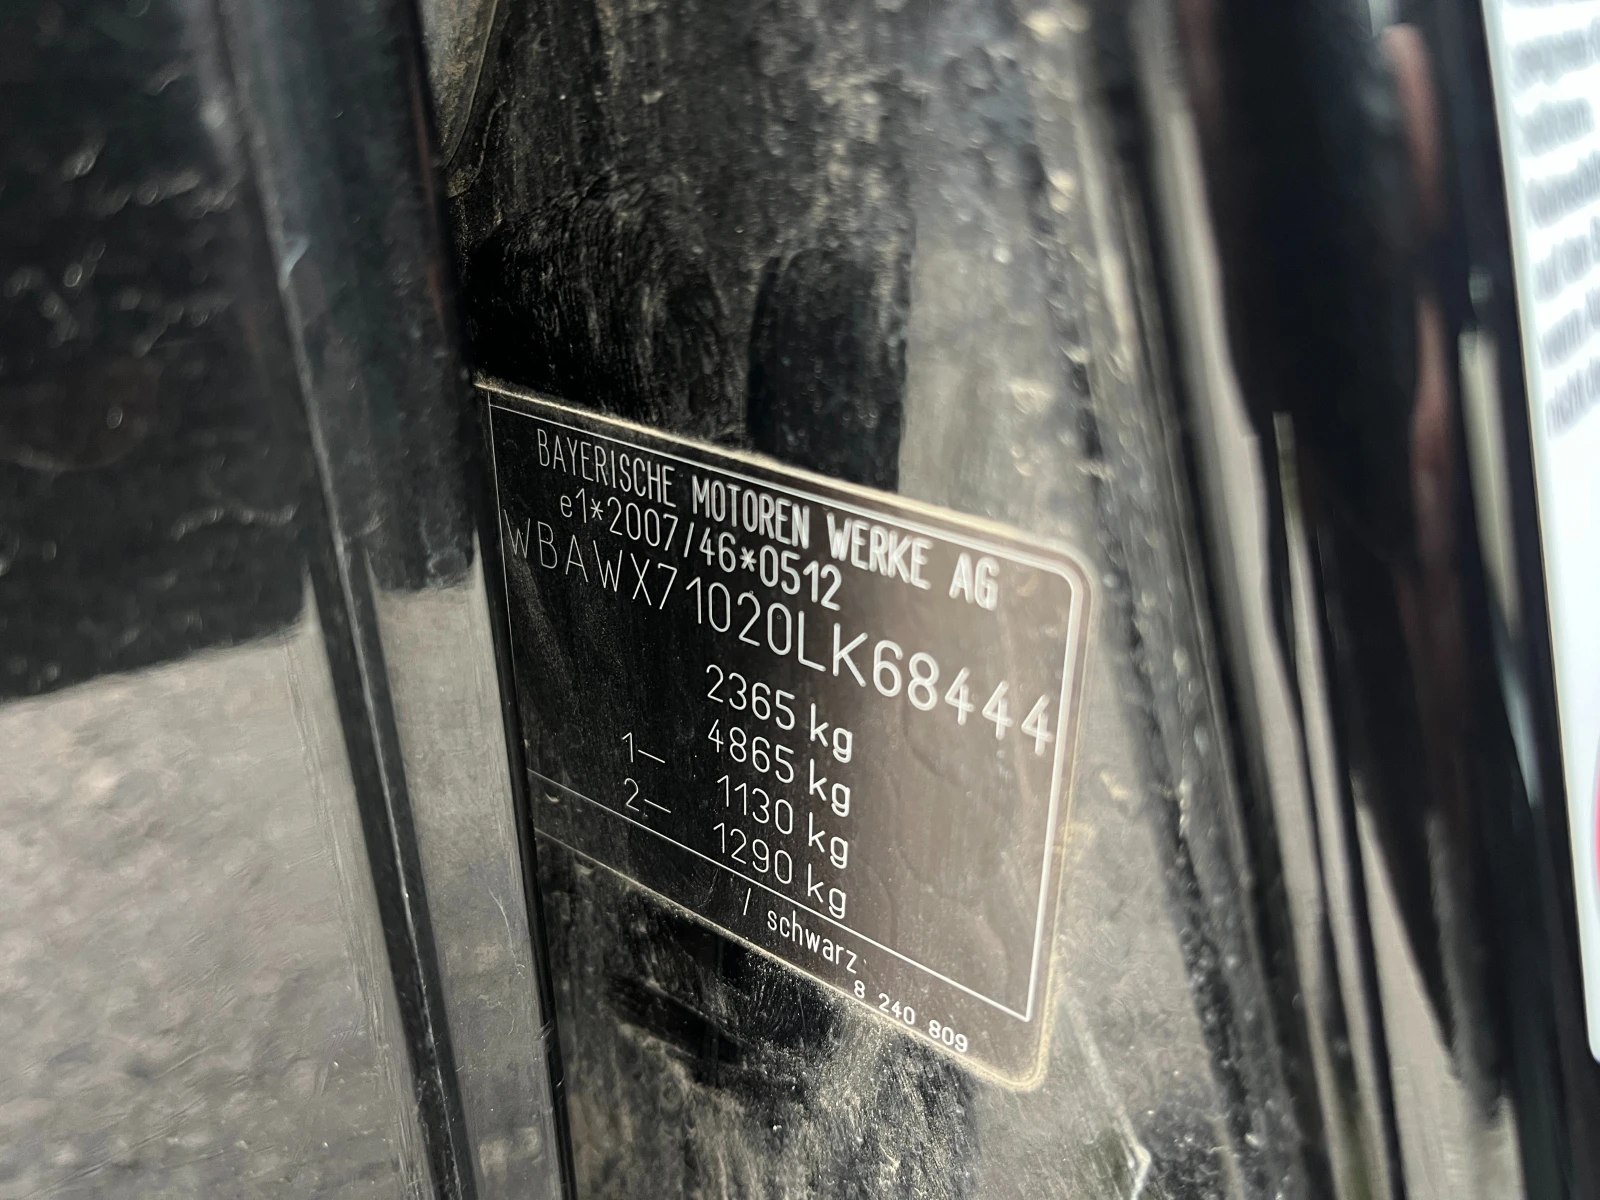 BAYERISCHE MOTOREN WERKE AG
e1*2007/46*0512
WBAWX71020LK68444
2365 kg
4865 kg
1– 1130 kg
2– 1290 kg
/ schwarz
8 240 809